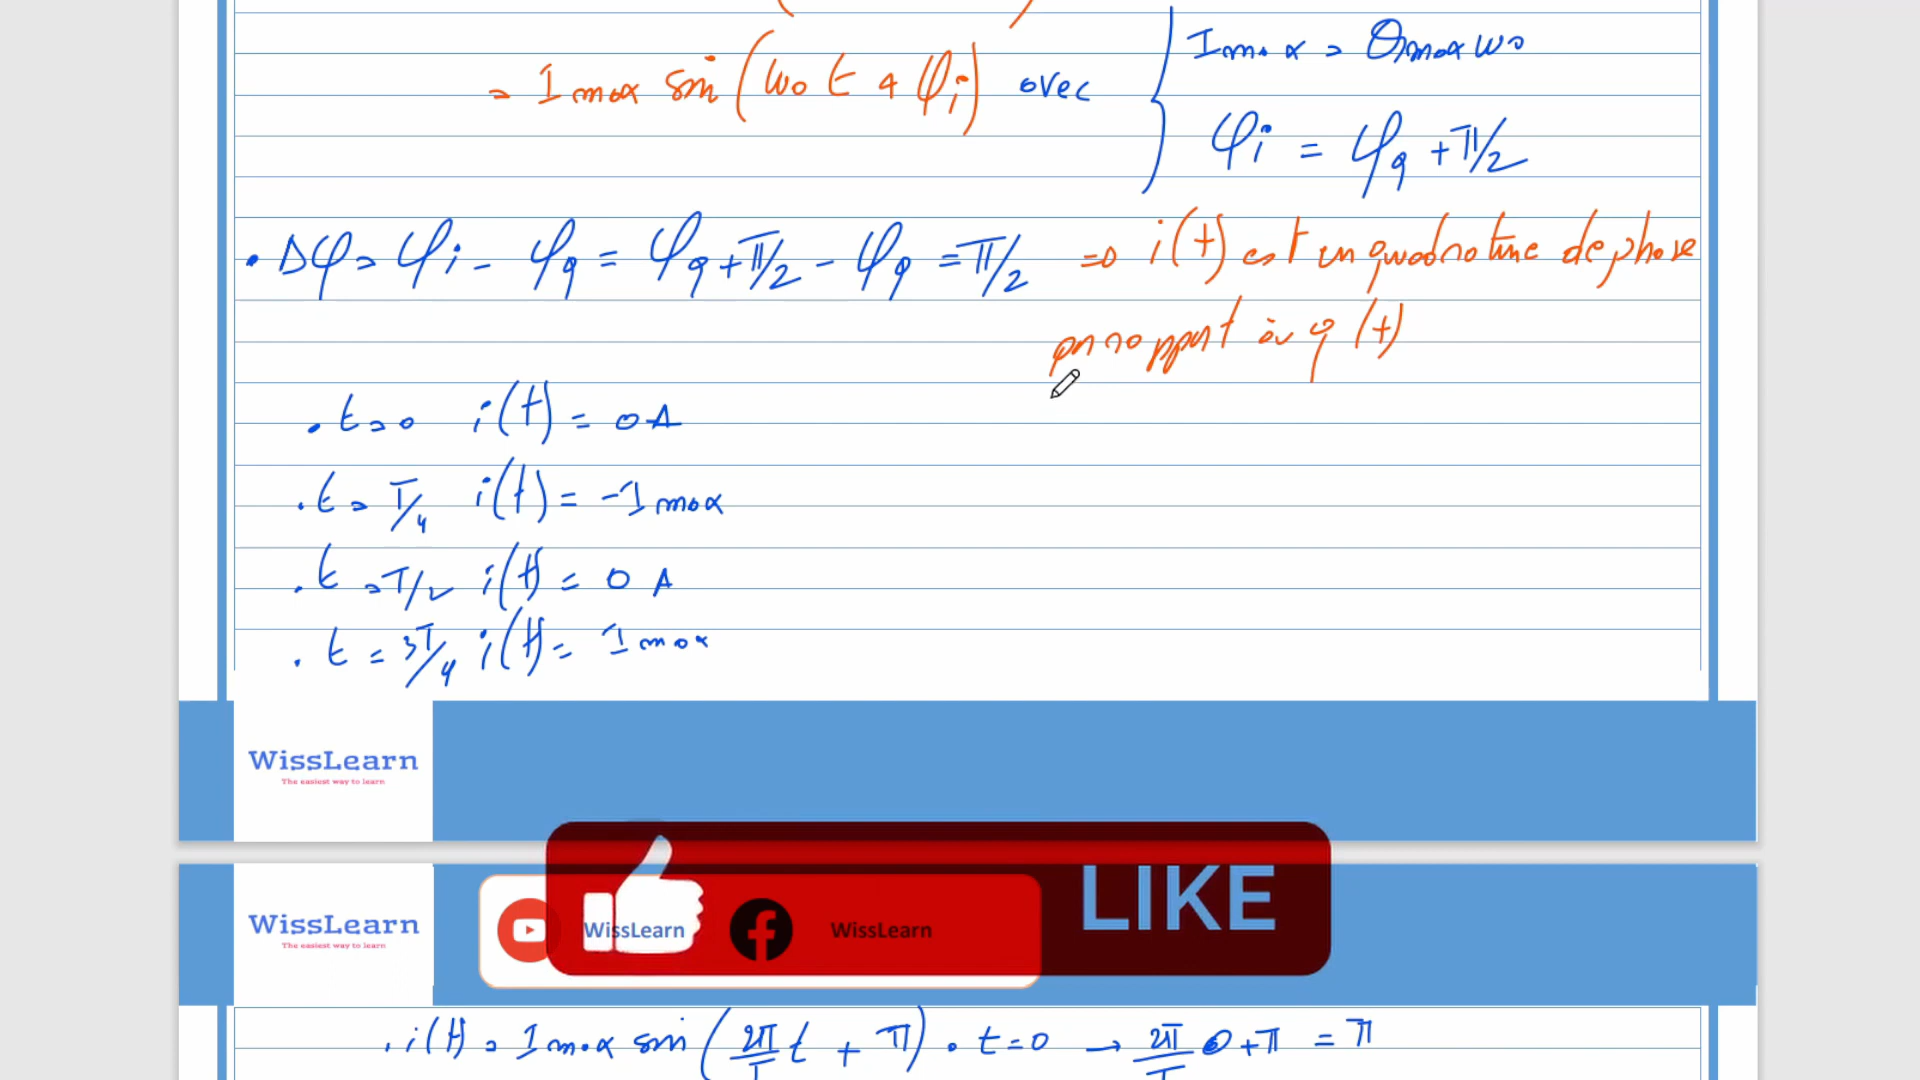 = Imax sin(ω0 t + φi) avec
Imax = Qmax ω0
φi = φq + π/2
• Δφ = φi - φq = φq + π/2 - φq = π/2 => i(t) est en quadrature de phase
par rapport à q(t)
• t = 0 i(t) = 0 A
• t = T/4 i(t) = -Imax
• t = T/2 i(t) = 0 A
• t = 3T/4 i(t) = Imax
WissLearn
The easiest way to learn
WissLearn
The easiest way to learn
WissLearn
WissLearn
LIKE
• i(t) = Imax sin(2π/T t + π) • t=0 → 2π/T 0 + π = π